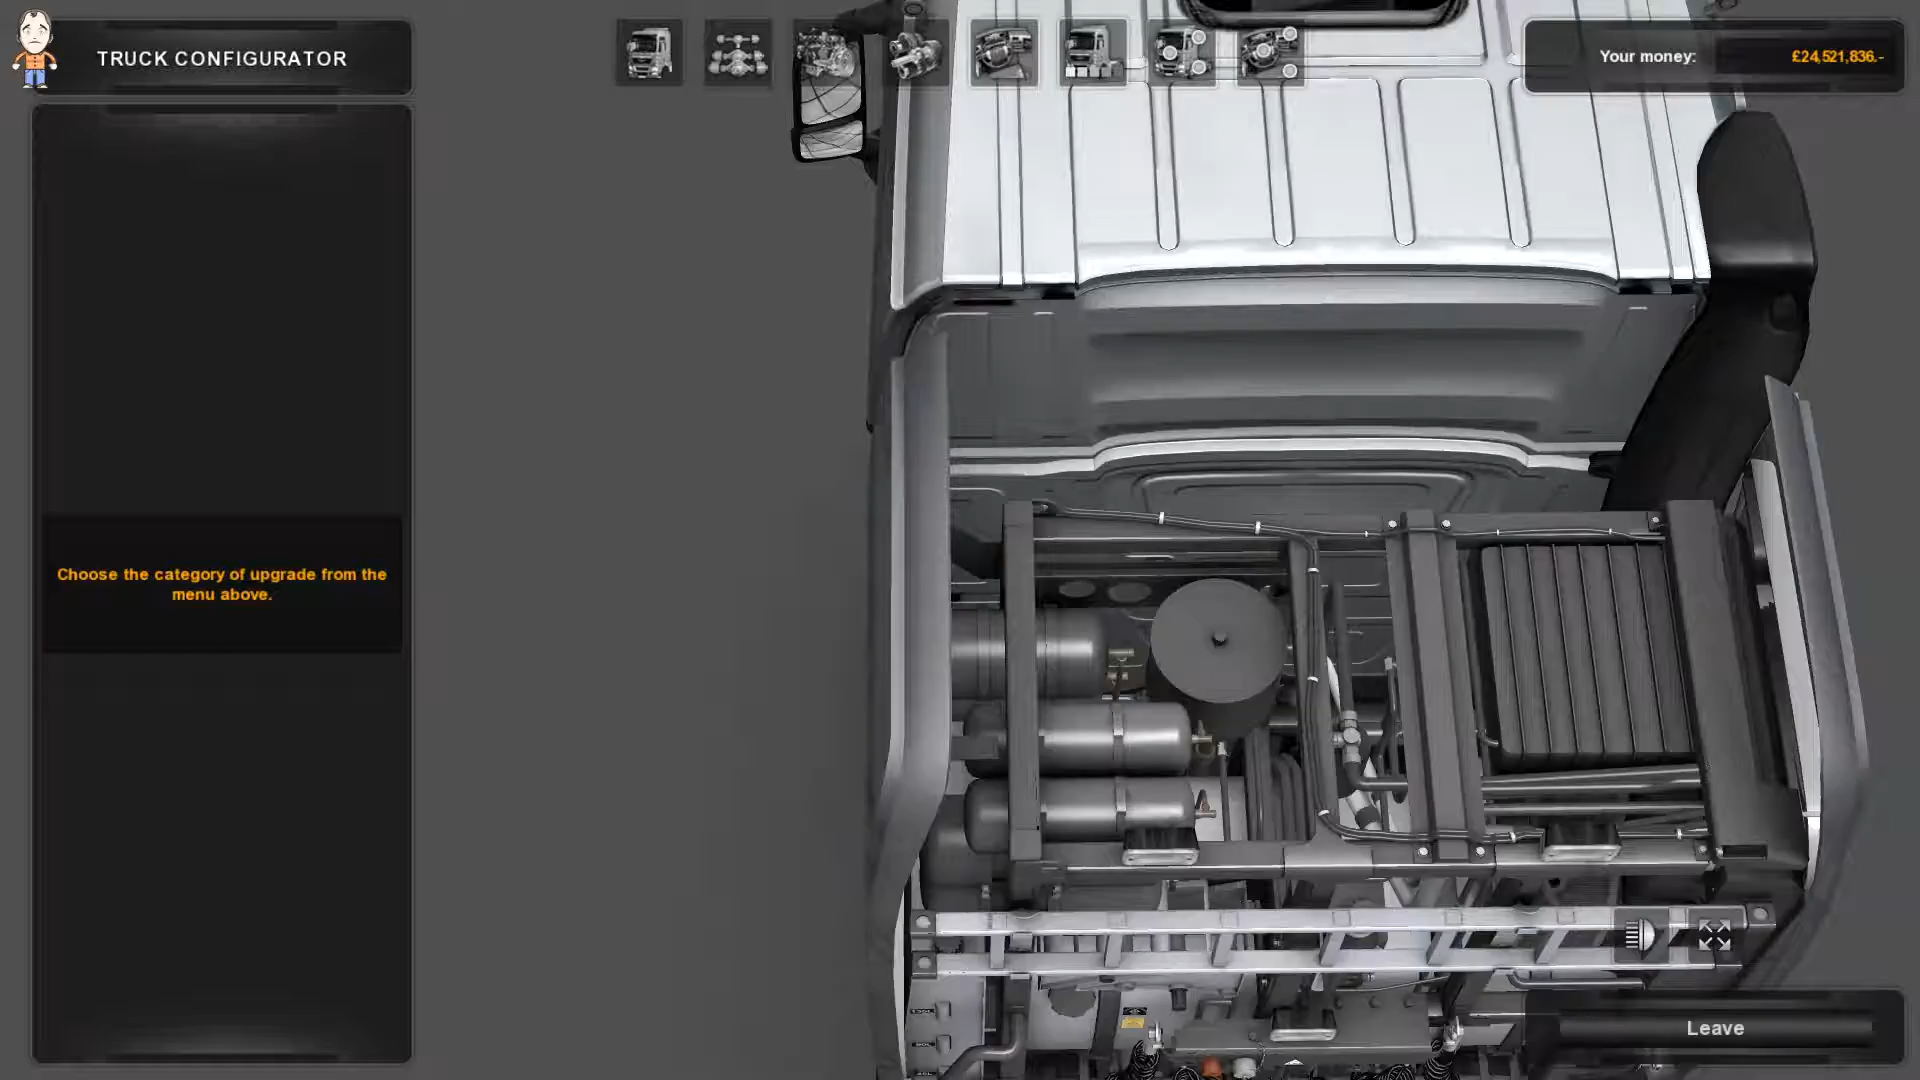 TRUCK CONFIGURATOR
Your money:
£24,521,836.-
Choose the category of upgrade from the
menu above.
Leave